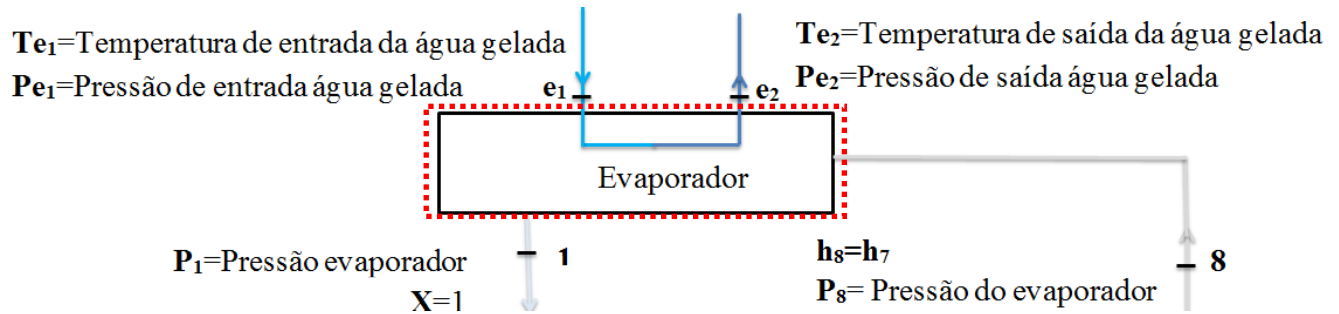 Te₁=Temperatura de entrada da água gelada
Pe₁=Pressão de entrada água gelada
e₁
e₂
Te₂=Temperatura de saída da água gelada
Pe₂=Pressão de saída água gelada
Evaporador
P₁=Pressão evaporador
X=1
1
h₈=h₇
P₈= Pressão do evaporador
8